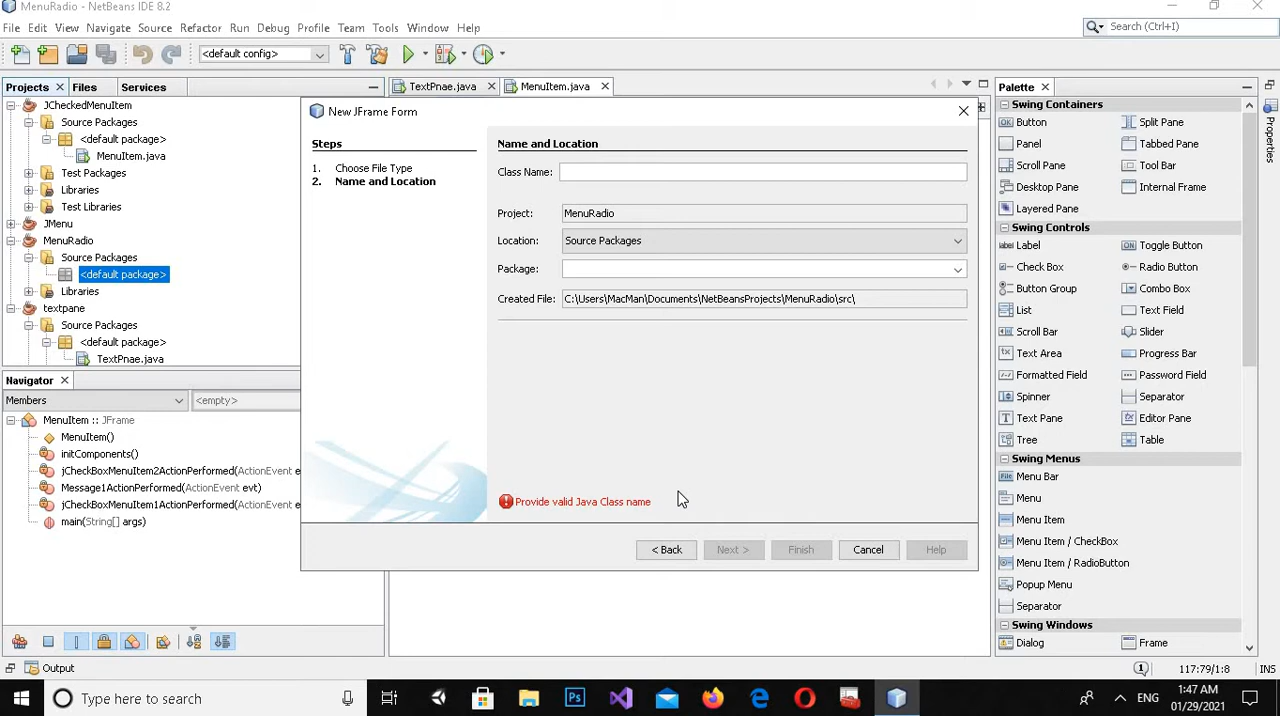 MenuRadio - NetBeans IDE 8.2
File Edit View Navigate Source Refactor Run Debug Profile Team Tools Window Help
Search (Ctrl+I)
<default config>
Projects Files Services
TextPnae.java MenuItem.java
Palette
JCheckedMenuItem
Source Packages
<default package>
MenuItem.java
Test Packages
Libraries
Test Libraries
JMenu
MenuRadio
Source Packages
<default package>
Libraries
textpane
Source Packages
<default package>
TextPnae.java
Navigator
Members
<empty>
MenuItem :: JFrame
MenuItem()
initComponents()
jCheckBoxMenuItem2ActionPerformed(ActionEvent e
Message1ActionPerformed(ActionEvent evt)
jCheckBoxMenuItem1ActionPerformed(ActionEvent e
main(String[] args)
New JFrame Form
Steps
1. Choose File Type
2. Name and Location
Name and Location
Class Name:
Project: MenuRadio
Location: Source Packages
Package:
Created File: C:\Users\MacMan\Documents\NetBeansProjects\MenuRadio\src\
Provide valid Java Class name
< Back Next > Finish Cancel Help
Swing Containers
Button Split Pane
Panel Tabbed Pane
Scroll Pane Tool Bar
Desktop Pane Internal Frame
Layered Pane
Swing Controls
Label Toggle Button
Check Box Radio Button
Button Group Combo Box
List Text Field
Scroll Bar Slider
Text Area Progress Bar
Formatted Field Password Field
Spinner Separator
Text Pane Editor Pane
Tree Table
Swing Menus
Menu Bar
Menu
Menu Item
Menu Item / CheckBox
Menu Item / RadioButton
Popup Menu
Separator
Swing Windows
Dialog Frame
Properties
Output
1
117:79/1:8
INS
Type here to search
Ps
ENG
1:47 AM
01/29/2021